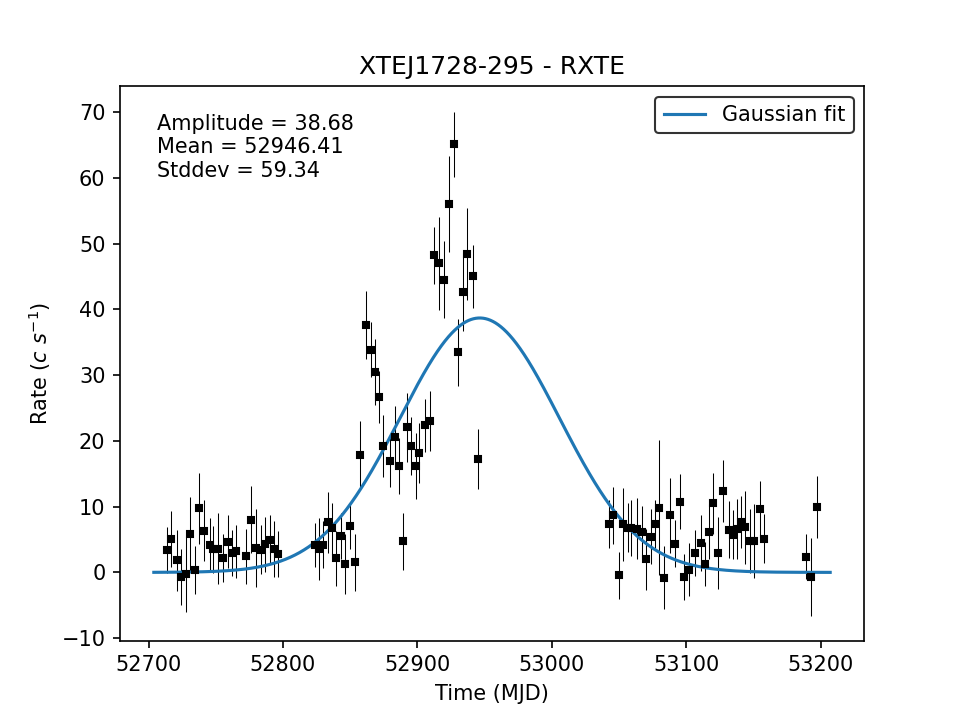 XTEJ1728-295 - RXTE
Amplitude = 38.68
Mean = 52946.41
Stddev = 59.34
Gaussian fit
70
60
50
40
30
20
10
0
−10
Rate (c s⁻¹)
52700 52800 52900 53000 53100 53200
Time (MJD)